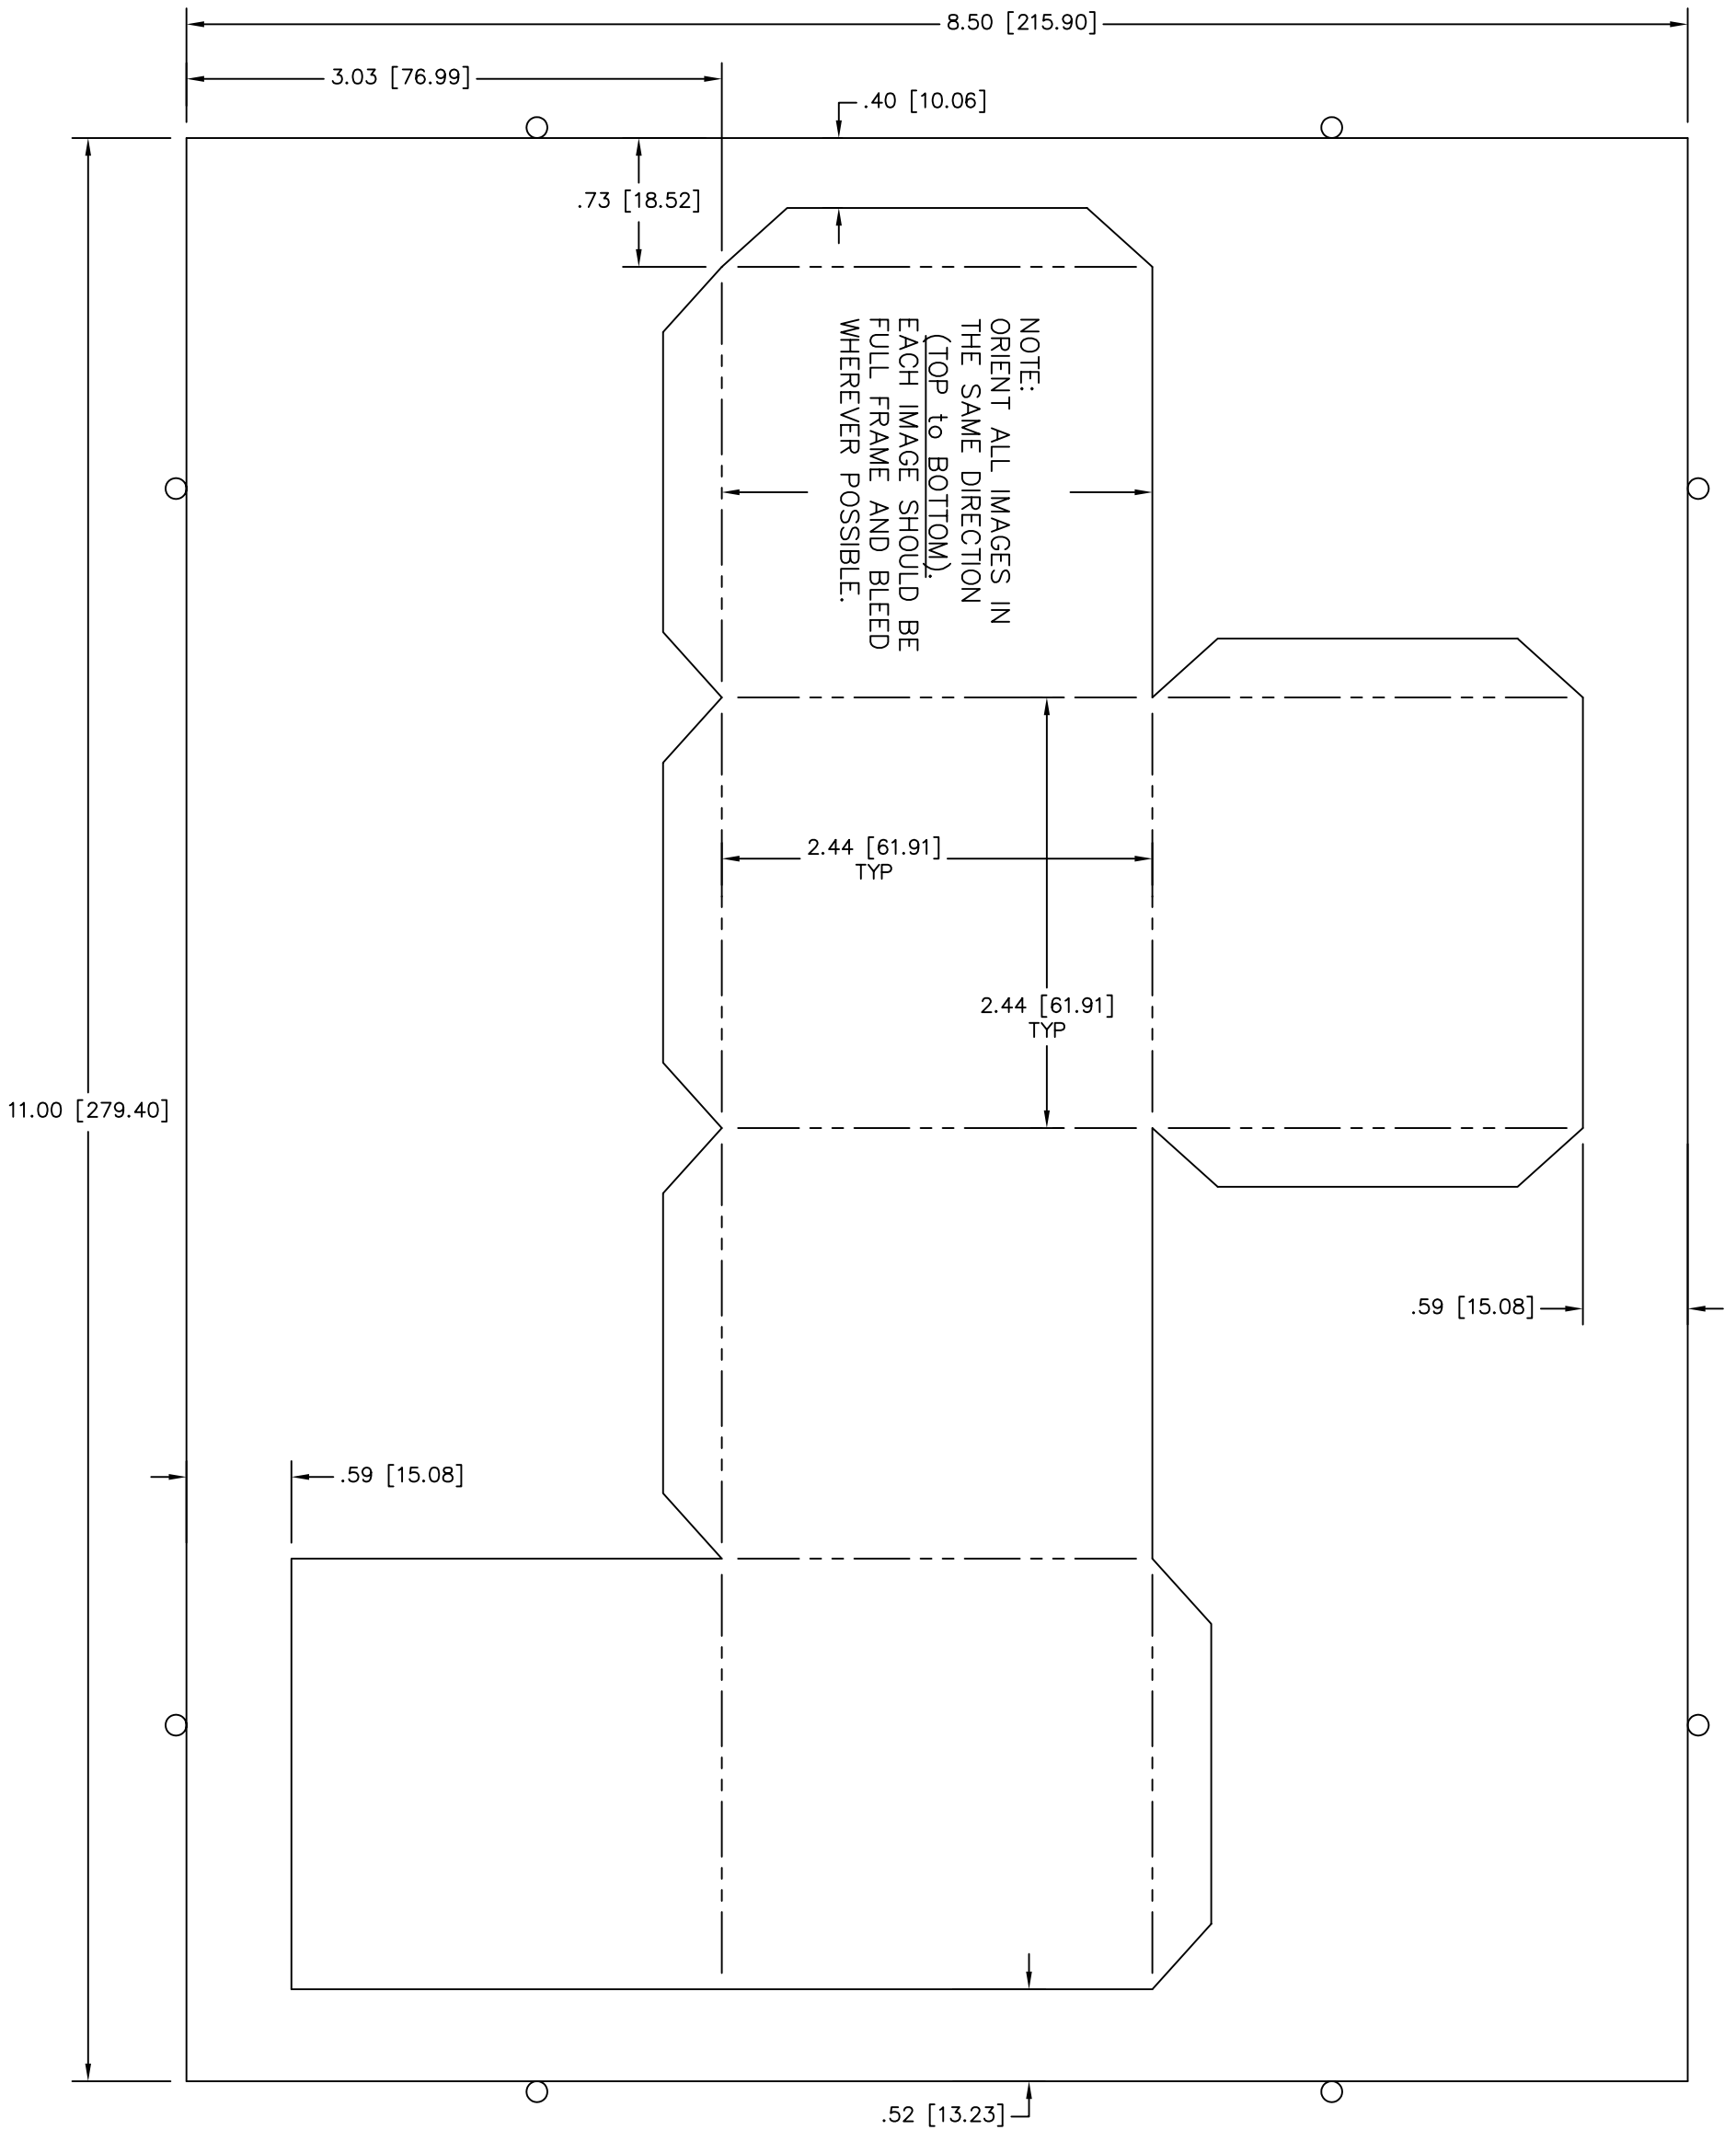 8.50 [215.90]
3.03 [76.99]
.40 [10.06]
.73 [18.52]
NOTE:
ORIENT ALL IMAGES IN
THE SAME DIRECTION
(TOP to BOTTOM).
EACH IMAGE SHOULD BE
FULL FRAME AND BLEED
WHEREVER POSSIBLE.
2.44 [61.91]
TYP
2.44 [61.91]
TYP
11.00 [279.40]
.59 [15.08]
.59 [15.08]
.52 [13.23]